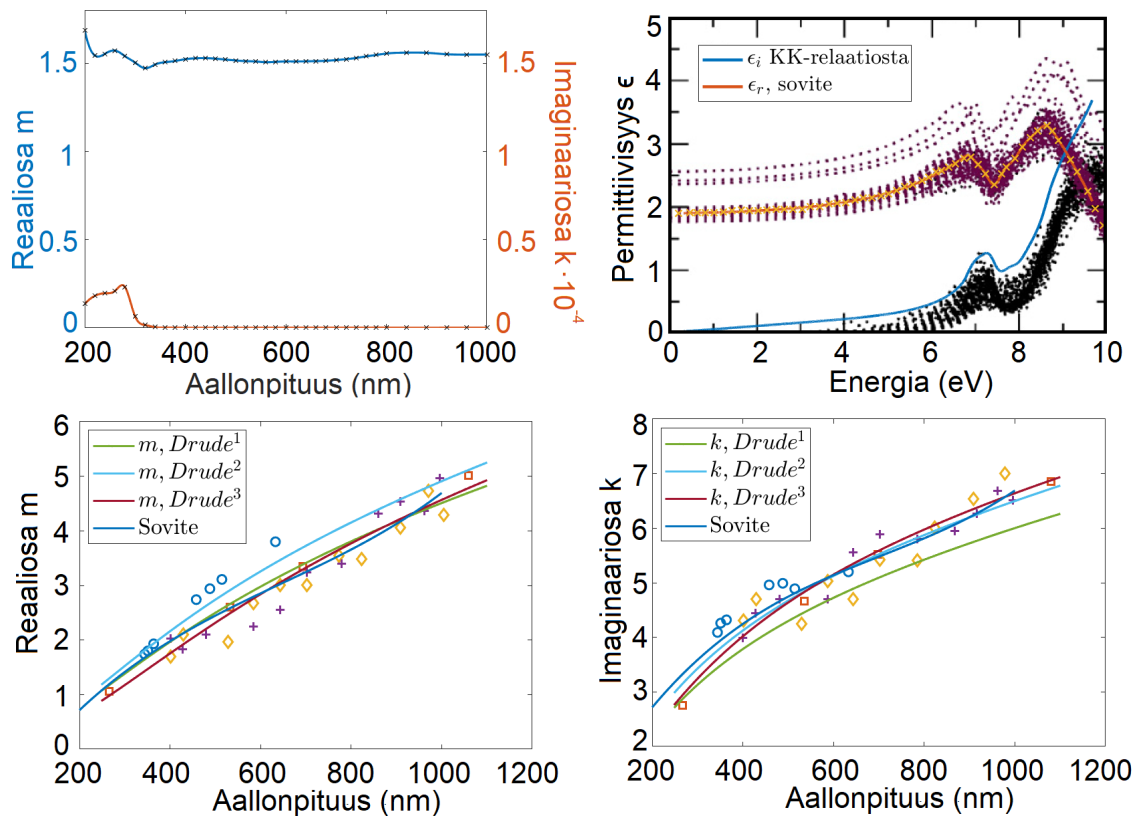 1.5
1
0.5
0
Reaaliosa m
1.5
1
0.5
0
Imaginaariosa k·10⁻⁴
200 400 600 800 1000
Aallonpituus (nm)
5
4
3
2
1
0
Permittiivisyys ϵ
ϵᵢ KK-relaatiosta
ϵᵣ, sovite
2 4 6 8 10
Energia (eV)
6
5
4
3
2
1
0
Reaaliosa m
m, Drude¹
m, Drude²
m, Drude³
Sovite
200 400 600 800 1000 1200
Aallonpituus (nm)
8
7
6
5
4
3
2
Imaginaariosa k
k, Drude¹
k, Drude²
k, Drude³
Sovite
200 400 600 800 1000 1200
Aallonpituus (nm)